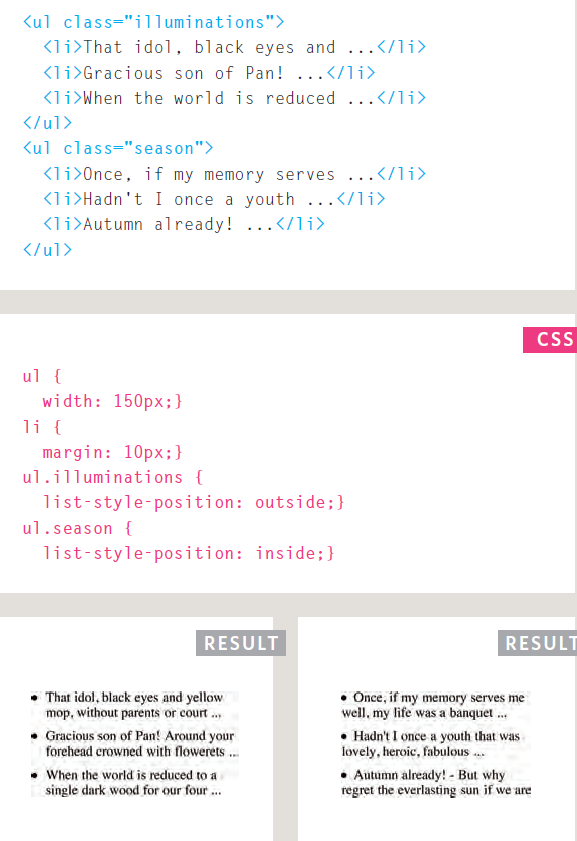 <ul class="illuminations">
<li>That idol, black eyes and ...</li>
<li>Gracious son of Pan! ...</li>
<li>When the world is reduced ...</li>
</ul>
<ul class="season">
<li>Once, if my memory serves ...</li>
<li>Hadn't I once a youth ...</li>
<li>Autumn already! ...</li>
</ul>
CSS
ul {
width: 150px;}
li {
margin: 10px;}
ul.illuminations {
list-style-position: outside;}
ul.season {
list-style-position: inside;}
RESULT
• That idol, black eyes and yellow
mop, without parents or court ...
• Gracious son of Pan! Around your
forehead crowned with flowerets ...
• When the world is reduced to a
single dark wood for our four ...
RESULT
• Once, if my memory serves me
well, my life was a banquet ...
• Hadn't I once a youth that was
lovely, heroic, fabulous ...
• Autumn already! - But why
regret the everlasting sun if we are